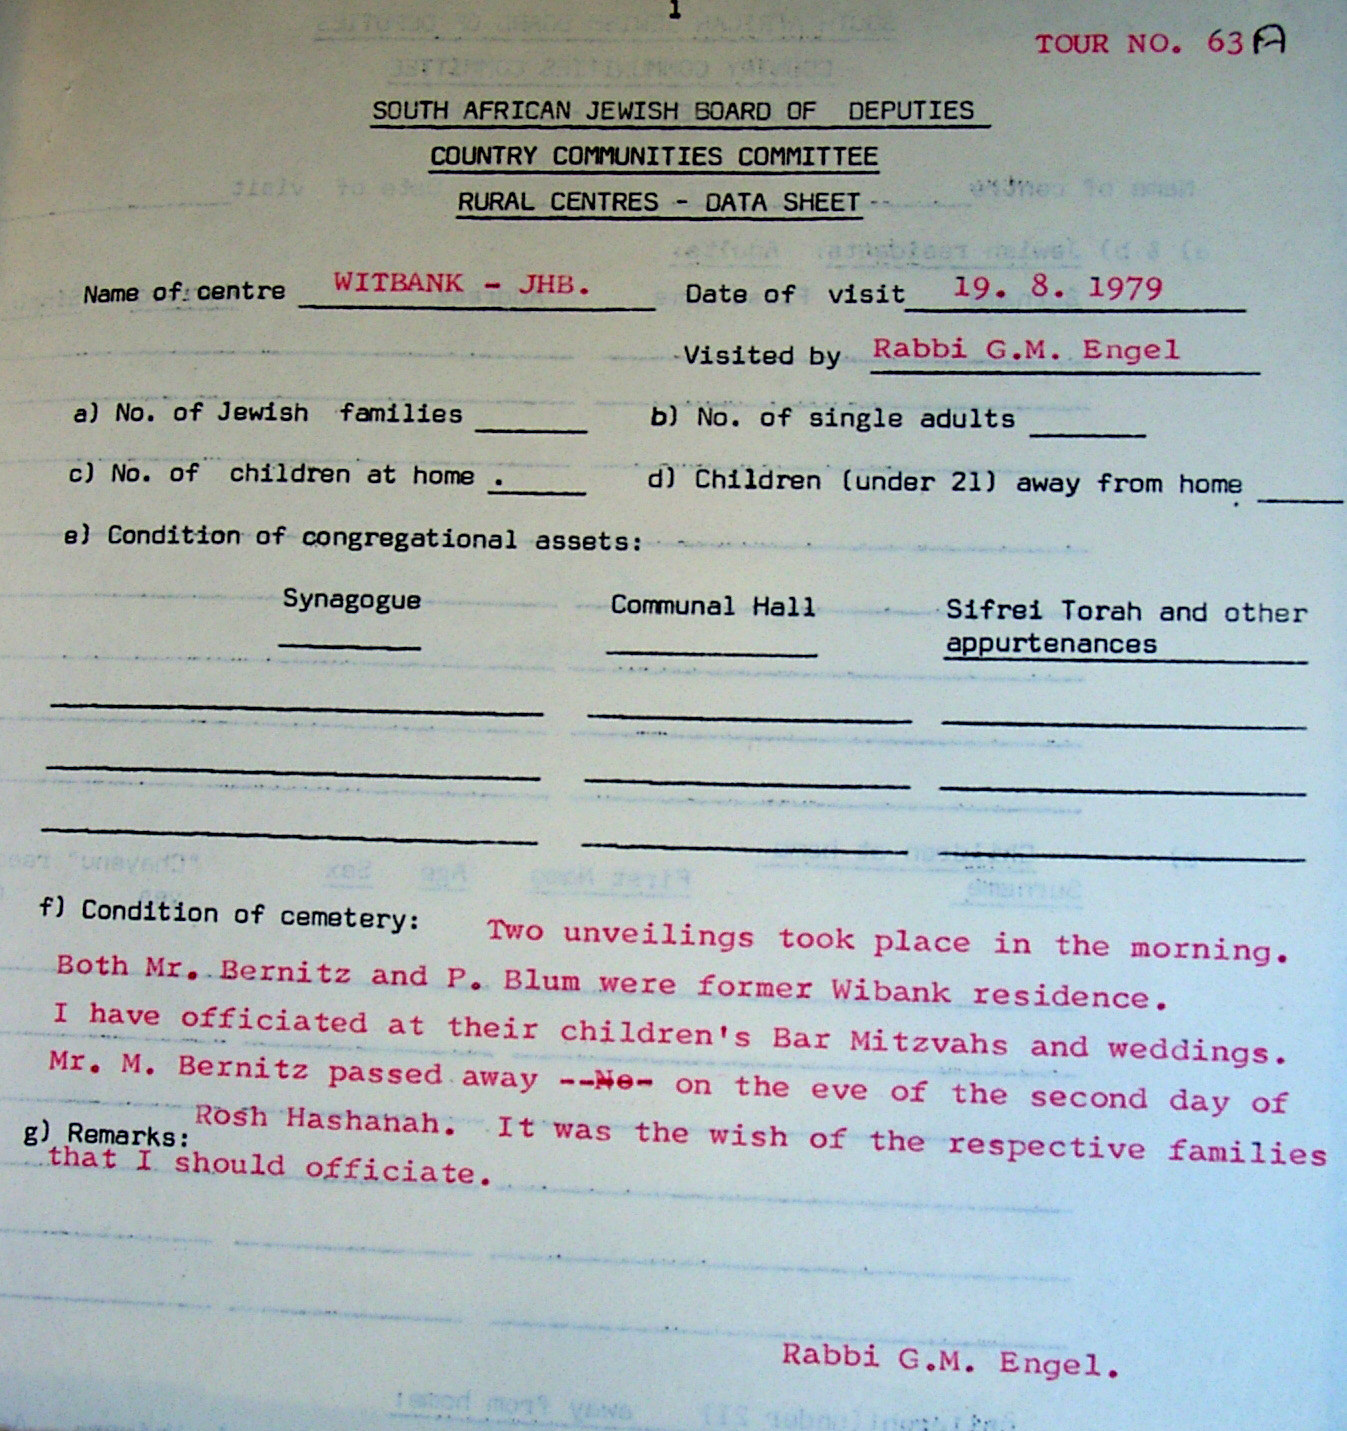 1
TOUR NO. 63A
SOUTH AFRICAN JEWISH BOARD OF DEPUTIES
COUNTRY COMMUNITIES COMMITTEE
RURAL CENTRES - DATA SHEET
Name of centre WITBANK - JHB. Date of visit 19. 8. 1979
Visited by Rabbi G.M. Engel
a) No. of Jewish families b) No. of single adults
c) No. of children at home d) Children (under 21) away from home
e) Condition of congregational assets:
Synagogue Communal Hall Sifrei Torah and other
appurtenances
f) Condition of cemetery: Two unveilings took place in the morning.
Both Mr. Bernitz and P. Blum were former Wibank residence.
I have officiated at their children's Bar Mitzvahs and weddings.
Mr. M. Bernitz passed away --No- on the eve of the second day of
Rosh Hashanah. It was the wish of the respective families
g) Remarks:
that I should officiate.
Rabbi G.M. Engel.